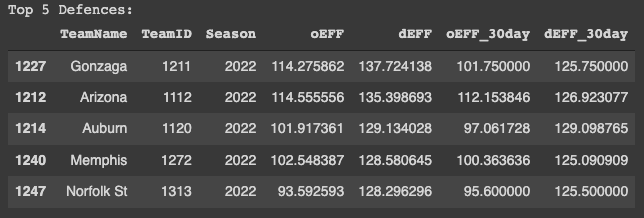 Top 5 Defences:
TeamName TeamID Season oEFF dEFF oEFF_30day dEFF_30day
1227 Gonzaga 1211 2022 114.275862 137.724138 101.750000 125.750000
1212 Arizona 1112 2022 114.555556 135.398693 112.153846 126.923077
1214 Auburn 1120 2022 101.917361 129.134028 97.061728 129.098765
1240 Memphis 1272 2022 102.548387 128.580645 100.363636 125.090909
1247 Norfolk St 1313 2022 93.592593 128.296296 95.600000 125.500000